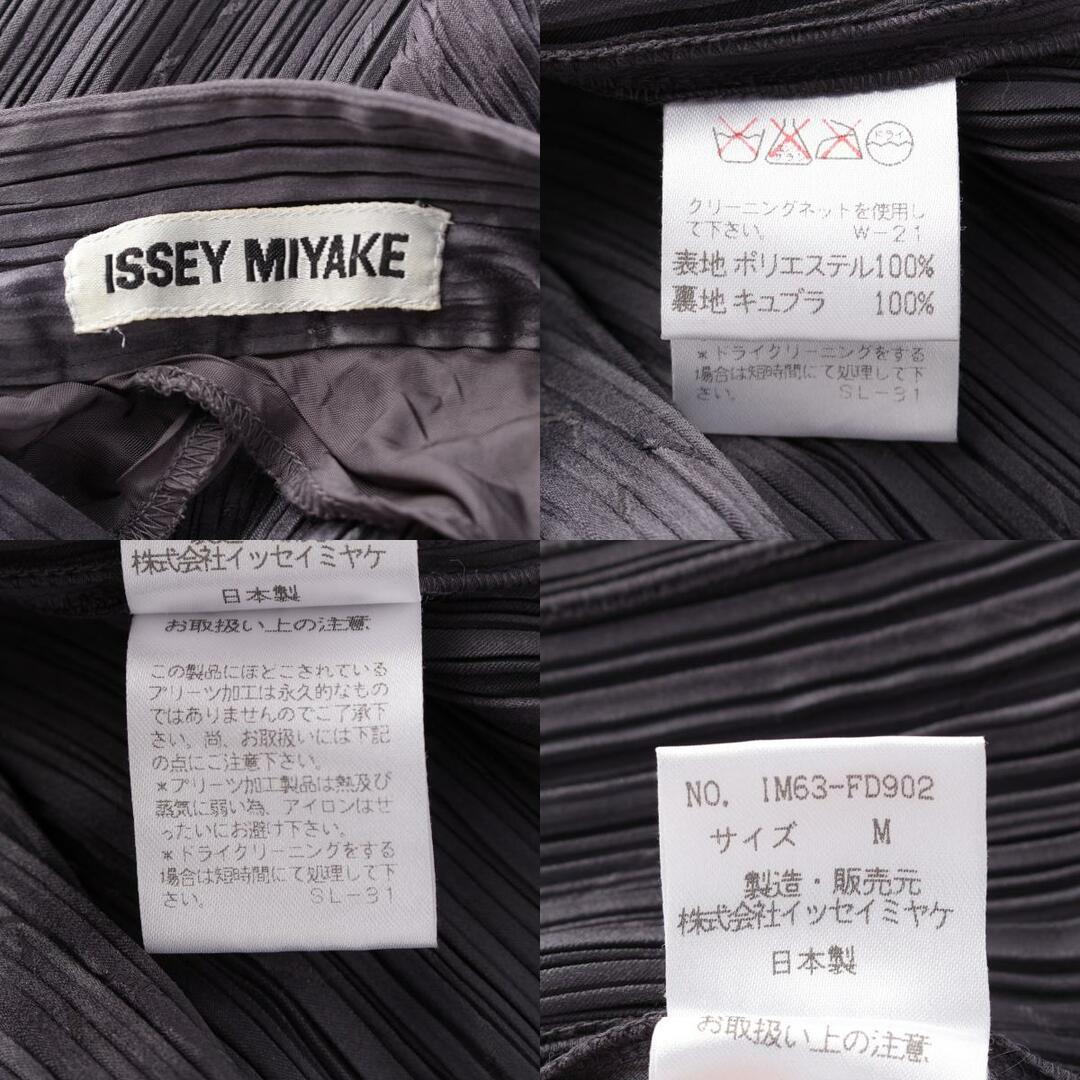 ISSEY MIYAKE
ドライ
クリーニングネットを使用し
て下さい。 W-21
表地 ポリエステル100%
裏地 キュプラ 100%
*ドライクリーニングをする
場合は短時間にて処理して下
さい。 SL-31
株式会社イッセイミヤケ
日本製
お取扱い上の注意
この製品にほどこされている
プリーツ加工は永久的なもの
ではありませんのでご了承下
さい。尚、お取扱いには下記
の点にご注意下さい。
*プリーツ加工製品は熱及び
蒸気に弱い為、アイロンはぜ
ったいにお避け下さい。
*ドライクリーニングをする
場合は短時間にて処理して下
さい。 SL-31
NO. IM63-FD902
サイズ M
製造・販売元
株式会社イッセイミヤケ
日本製
お取扱い上の注意